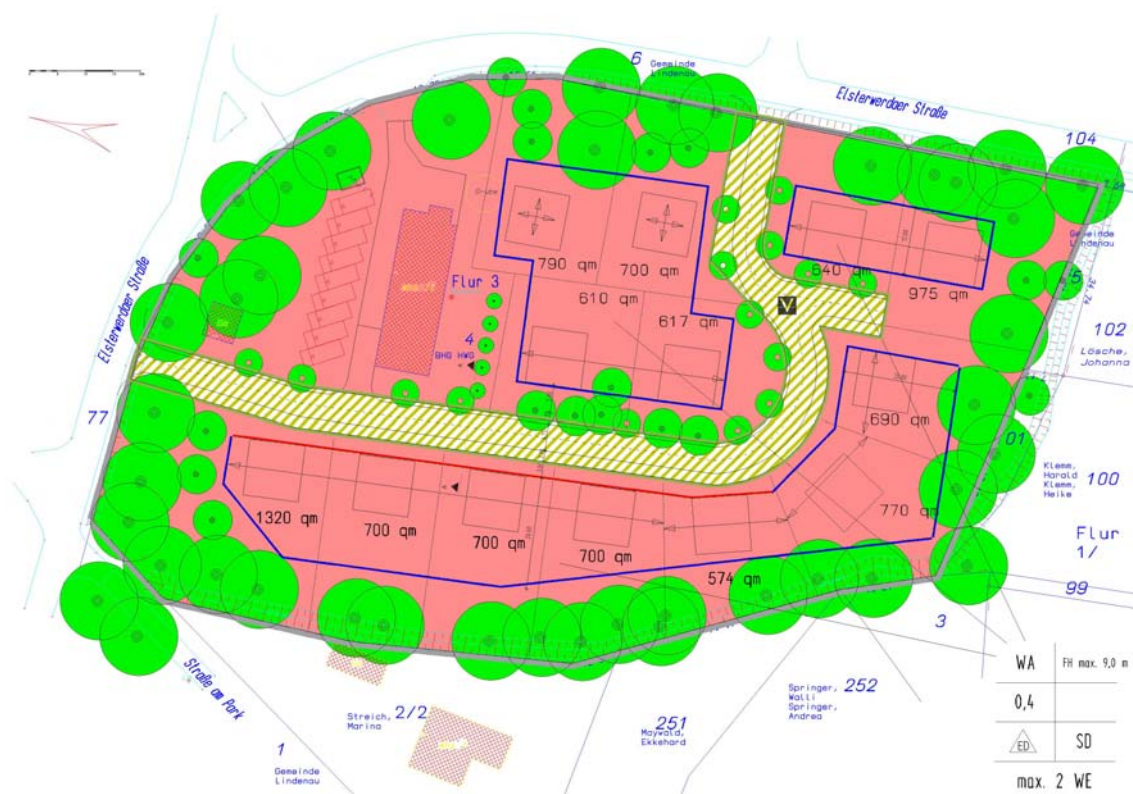 6 Gemeinde
Lindenau
Elsterwerdaer Straße
104
Gemeinde
Lindenau
5
34.74
102
Lösche,
Johanna
Elsterwerdaer Straße
77
Flur 3
4
BHG HWG
790 qm
700 qm
610 qm
617 qm
640 qm
975 qm
V
690 qm
770 qm
01
Klemm,
Harald
Klemm,
Heike
100
Flur
1/
99
3
1320 qm
700 qm
700 qm
700 qm
574 qm
Straße am Park
Streich,
Marina
2/2
1
Gemeinde
Lindenau
251
Maywald,
Ekkehard
Springer,
Walli
Springer,
Andrea
252
WA
FH max. 9,0 m
0,4
ED
SD
max. 2 WE